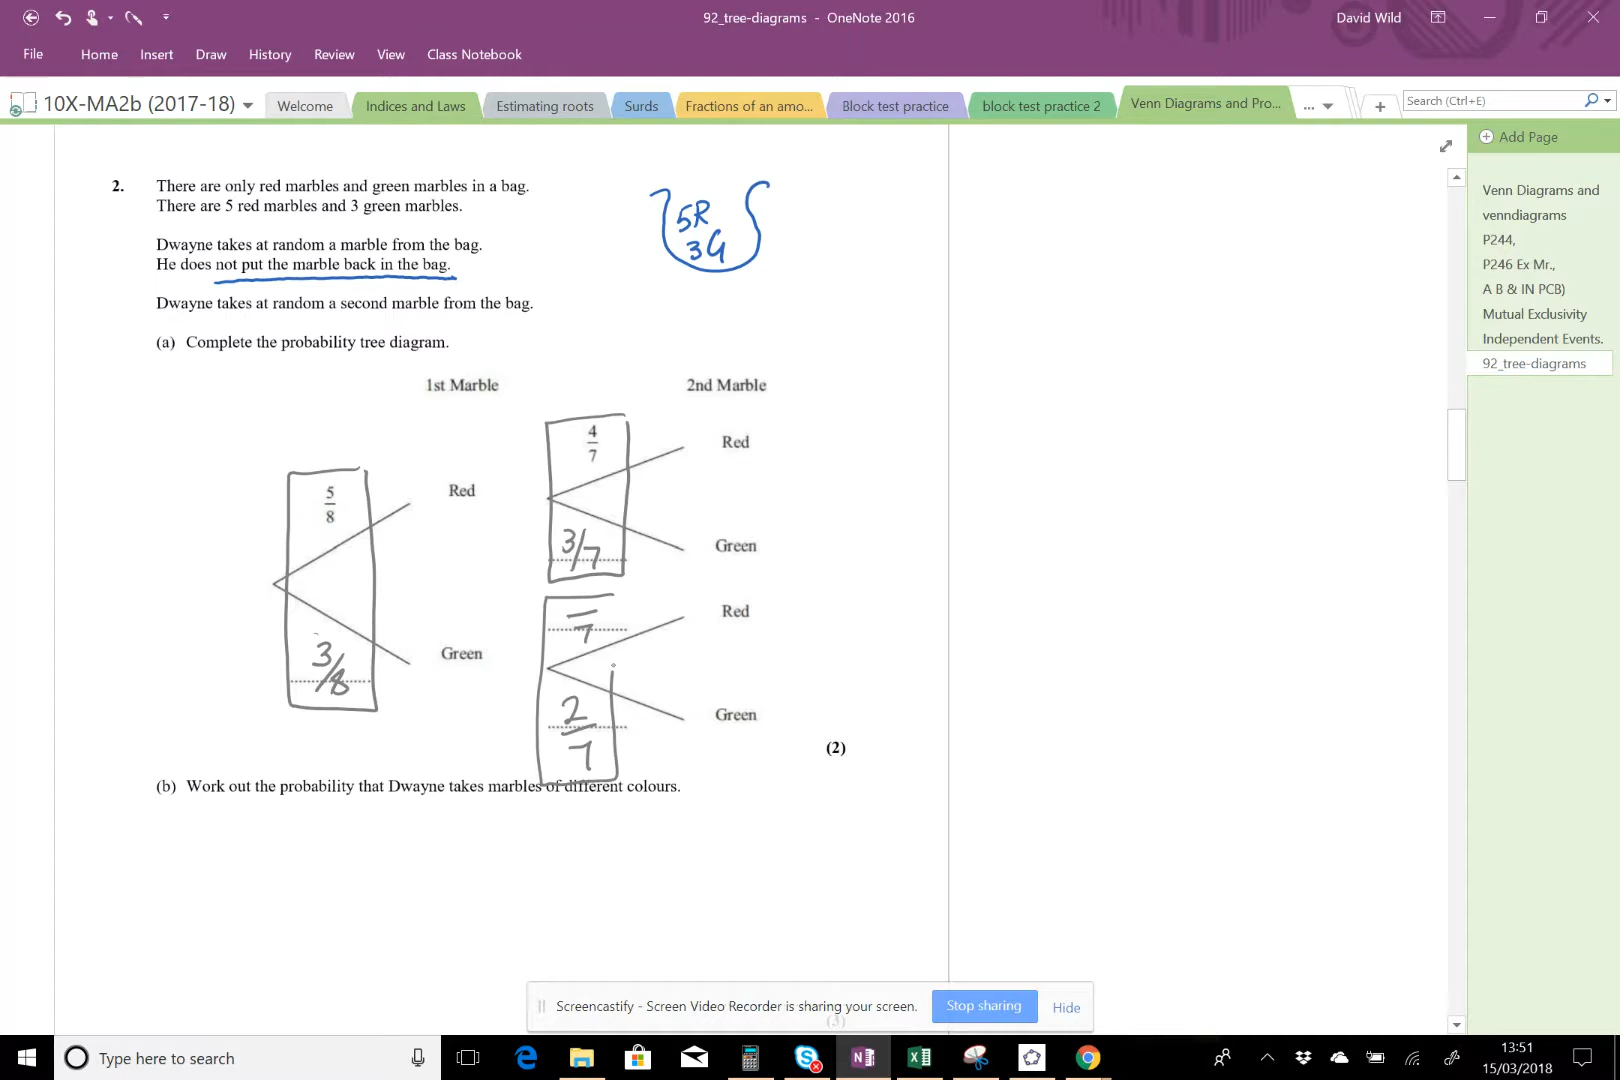 92_tree-diagrams - OneNote 2016
David Wild
File Home Insert Draw History Review View Class Notebook
10X-MA2b (2017-18)
Welcome
Indices and Laws
Estimating roots
Surds
Fractions of an amo...
Block test practice
block test practice 2
Venn Diagrams and Pro...
...
+
Search (Ctrl+E)
Add Page
Venn Diagrams and
venndiagrams
P244,
P246 Ex Mr.,
A B & IN PCB)
Mutual Exclusivity
Independent Events.
92_tree-diagrams
2. There are only red marbles and green marbles in a bag.
There are 5 red marbles and 3 green marbles.
5R
3G
Dwayne takes at random a marble from the bag.
He does not put the marble back in the bag.
Dwayne takes at random a second marble from the bag.
(a) Complete the probability tree diagram.
1st Marble 2nd Marble
4
7
Red
5
8
Red
3/7
Green
7
Red
3/8
Green
2
7
Green
(2)
(b) Work out the probability that Dwayne takes marbles of different colours.
Screencastify - Screen Video Recorder is sharing your screen.
Stop sharing
Hide
(3)
Type here to search
13:51
15/03/2018